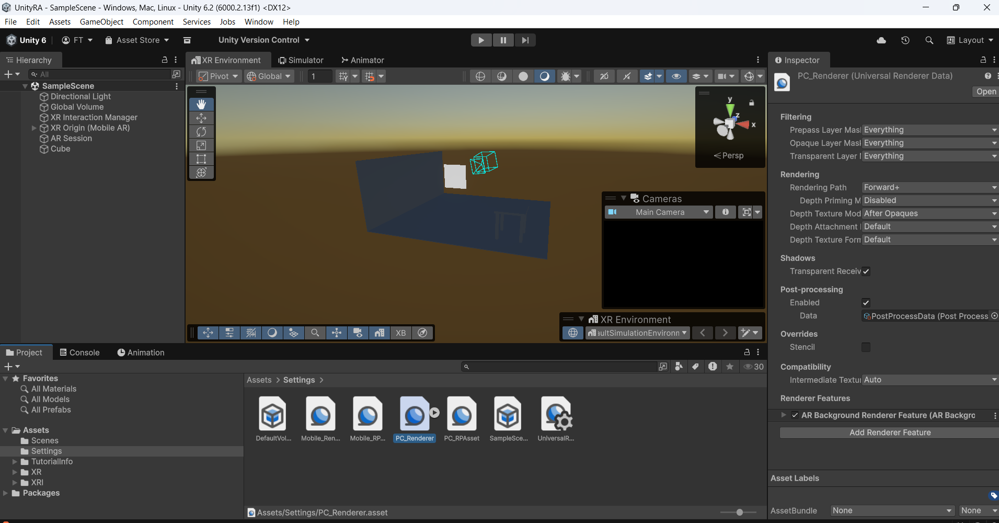 UnityRA - SampleScene - Windows, Mac, Linux - Unity 6.2 (6000.2.13f1) <DX12>
File Edit Assets GameObject Component Services Jobs Window Help
Unity 6 FT Asset Store Unity Version Control Layout
Hierarchy
All
SampleScene
Directional Light
Global Volume
XR Interaction Manager
XR Origin (Mobile AR)
AR Session
Cube
XR Environment Simulator Animator
Pivot Global 1 2D
y
z
x
Persp
Cameras
Main Camera
XR Environment
aultSimulationEnvironn
XB
Inspector
PC_Renderer (Universal Renderer Data)
Open
Filtering
Prepass Layer Mas Everything
Opaque Layer Mas Everything
Transparent Layer Everything
Rendering
Rendering Path Forward+
Depth Priming M Disabled
Depth Texture Mod After Opaques
Depth Attachment Default
Depth Texture Forn Default
Shadows
Transparent Receiv
Post-processing
Enabled
Data PostProcessData (Post Process
Overrides
Stencil
Compatibility
Intermediate Textu Auto
Renderer Features
AR Background Renderer Feature (AR Backgro
Add Renderer Feature
Asset Labels
AssetBundle None None
Project Console Animation
30
Favorites
All Materials
All Models
All Prefabs
Assets
Scenes
Settings
TutorialInfo
XR
XRI
Packages
Assets > Settings >
DefaultVol... Mobile_Ren... Mobile_RP... PC_Renderer PC_RPAsset SampleSce... UniversalR...
Assets/Settings/PC_Renderer.asset